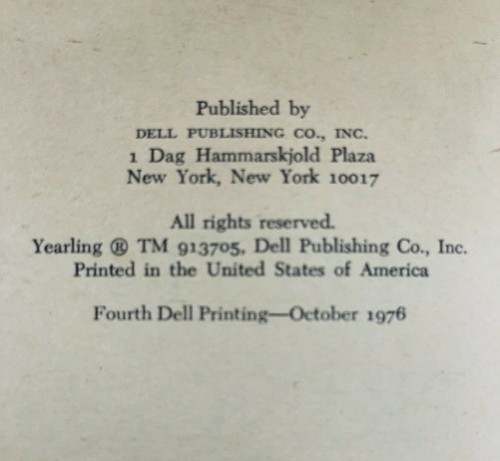 Published by
DELL PUBLISHING CO., INC.
1 Dag Hammarskjold Plaza
New York, New York 10017
All rights reserved.
Yearling ® TM 913705, Dell Publishing Co., Inc.
Printed in the United States of America
Fourth Dell Printing—October 1976